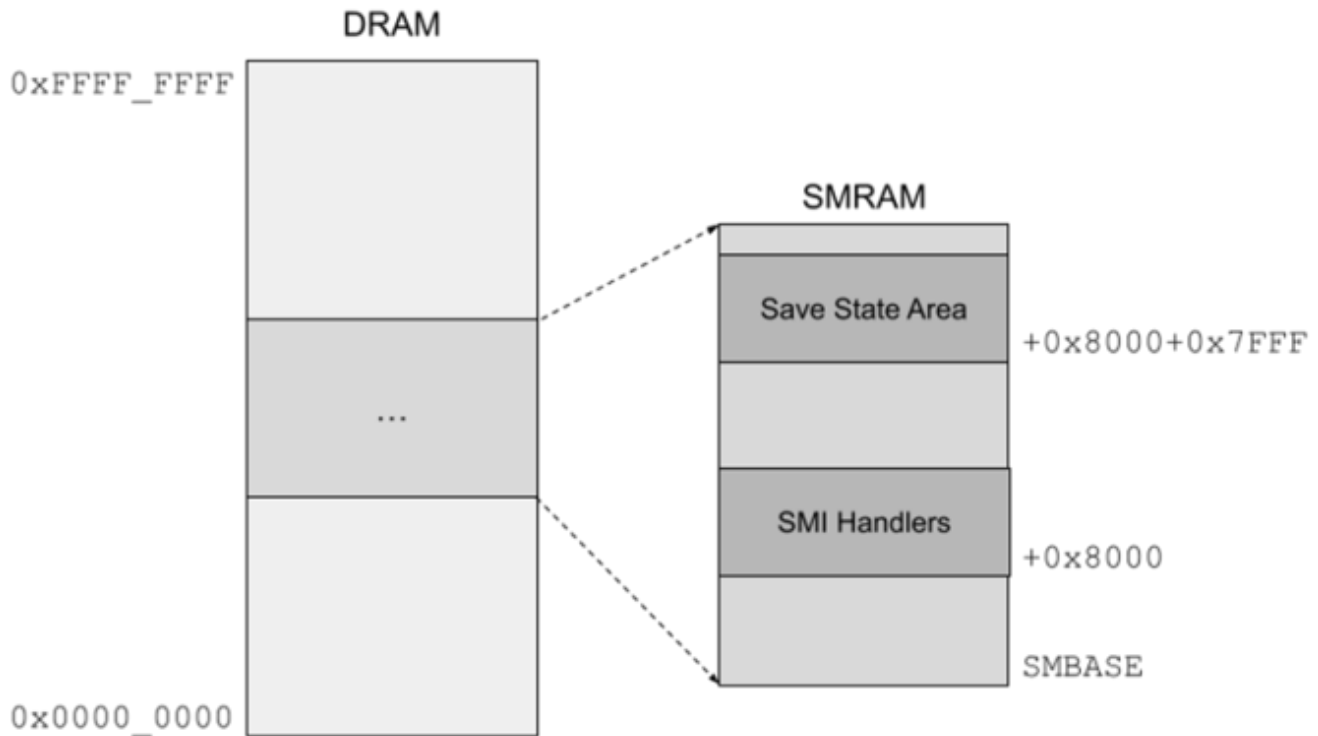 DRAM
0xFFFF_FFFF
SMRAM
Save State Area
+0x8000+0x7FFF
...
SMI Handlers
+0x8000
SMBASE
0x0000_0000